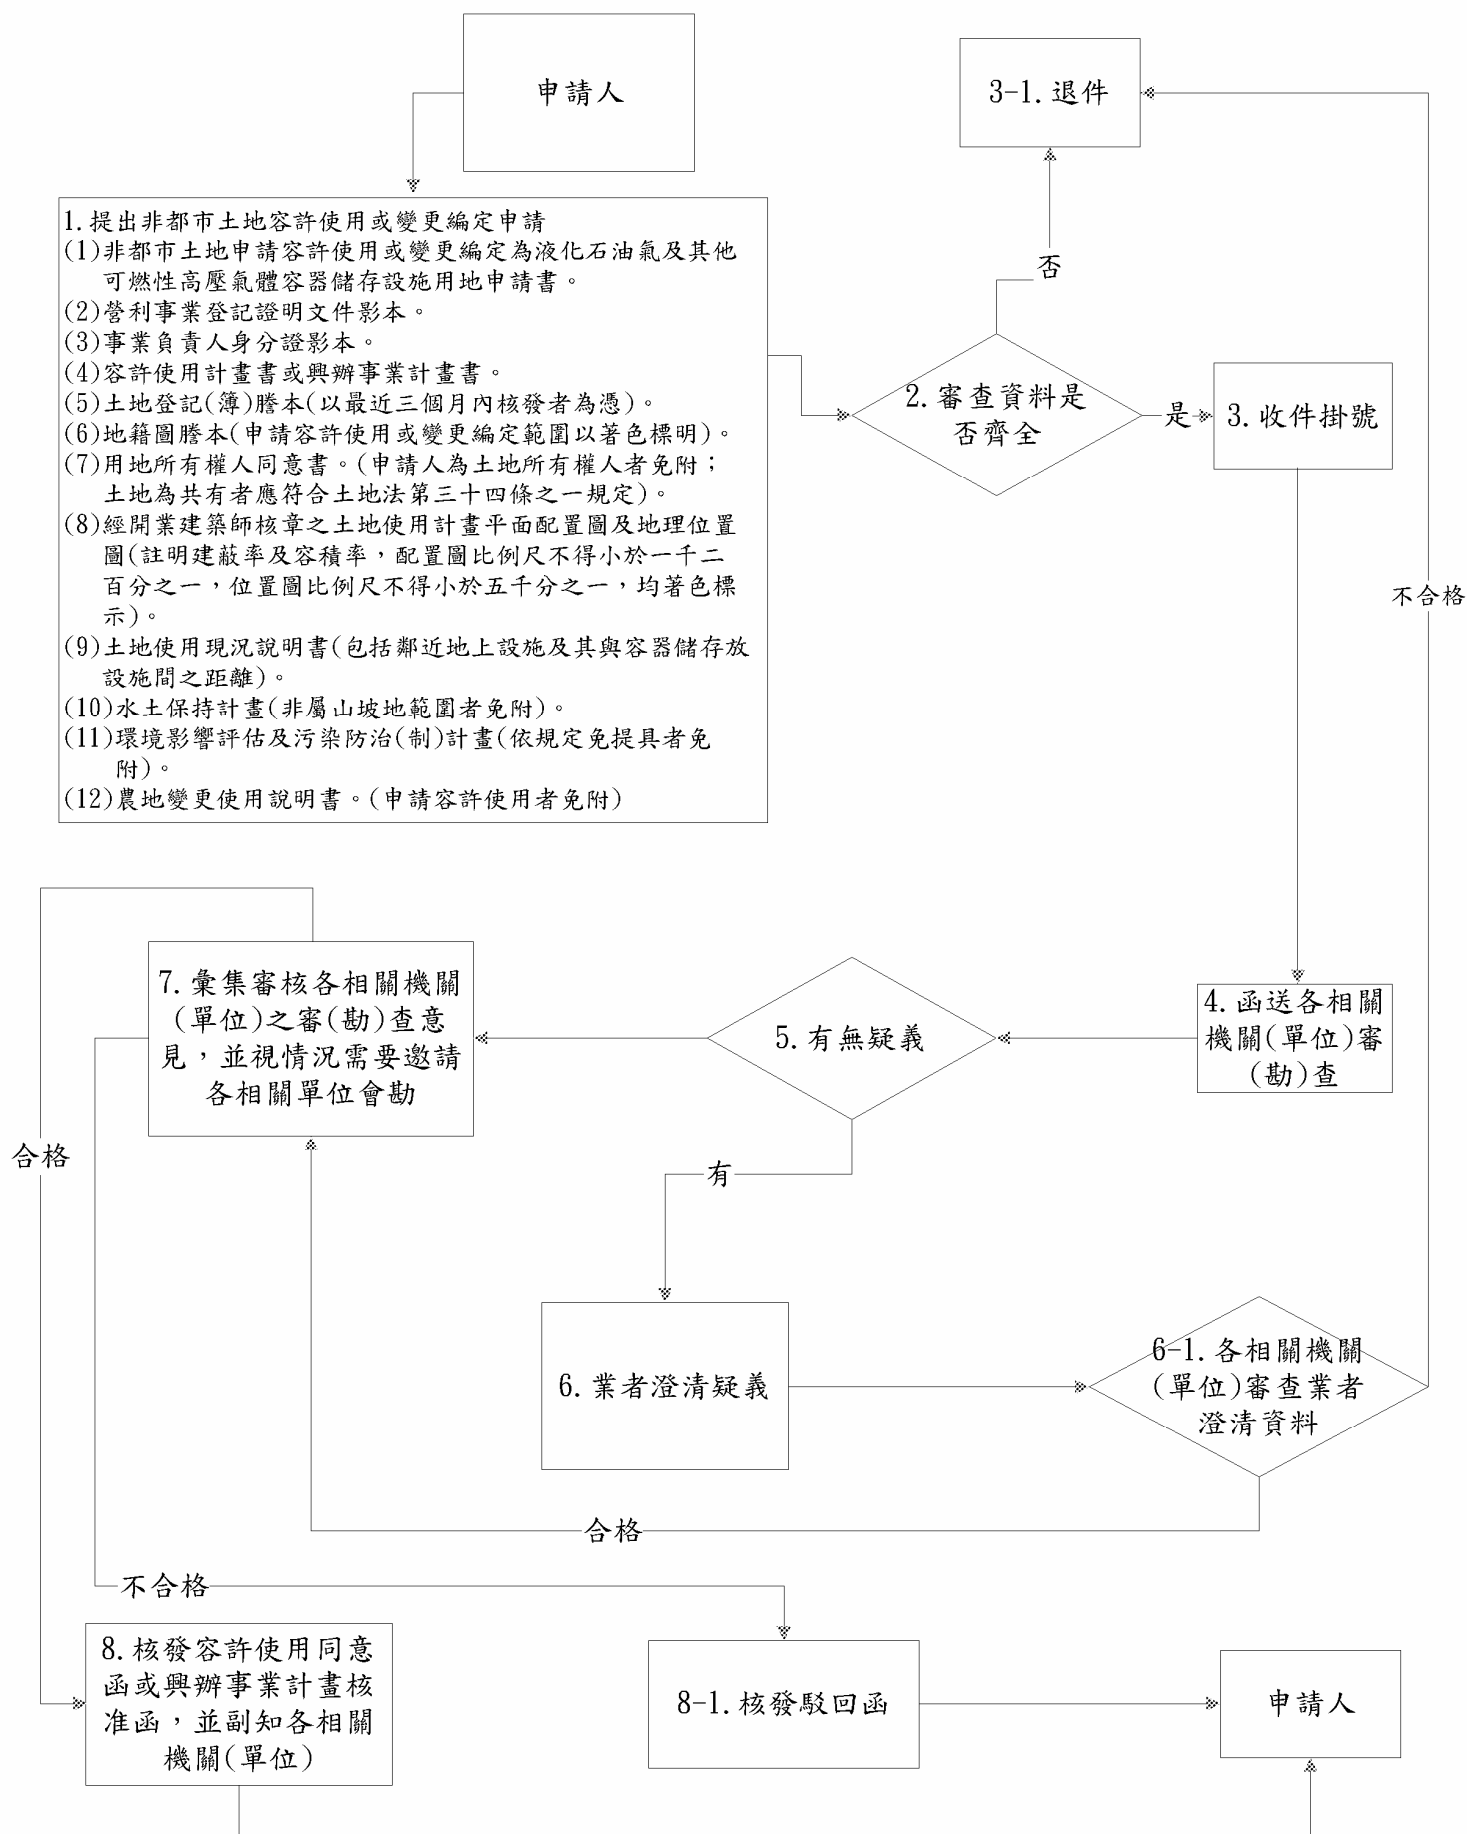 申請人
3-1.退件
1.提出非都市土地容許使用或變更編定申請
(1)非都市土地申請容許使用或變更編定為液化石油氣及其他
可燃性高壓氣體容器儲存設施用地申請書。
(2)營利事業登記證明文件影本。
(3)事業負責人身分證影本。
(4)容許使用計畫書或興辦事業計畫書。
(5)土地登記(簿)謄本(以最近三個月內核發者為憑)。
(6)地籍圖謄本(申請容許使用或變更編定範圍以著色標明)。
(7)用地所有權人同意書。(申請人為土地所有權人者免附；
土地為共有者應符合土地法第三十四條之一規定)。
(8)經開業建築師核章之土地使用計畫平面配置圖及地理位置
圖(註明建蔽率及容積率，配置圖比例尺不得小於一千二
百分之一，位置圖比例尺不得小於五千分之一，均著色標
示)。
(9)土地使用現況說明書(包括鄰近地上設施及其與容器儲存放
設施間之距離)。
(10)水土保持計畫(非屬山坡地範圍者免附)。
(11)環境影響評估及污染防治(制)計畫(依規定免提具者免
附)。
(12)農地變更使用說明書。(申請容許使用者免附)
否
2.審查資料是
否齊全
是
3.收件掛號
不合格
4.函送各相關
機關(單位)審
(勘)查
5.有無疑義
7.彙集審核各相關機關
(單位)之審(勘)查意
見，並視情況需要邀請
各相關單位會勘
合格
有
6.業者澄清疑義
6-1.各相關機關
(單位)審查業者
澄清資料
合格
不合格
8.核發容許使用同意
函或興辦事業計畫核
准函，並副知各相關
機關(單位)
8-1.核發駁回函
申請人